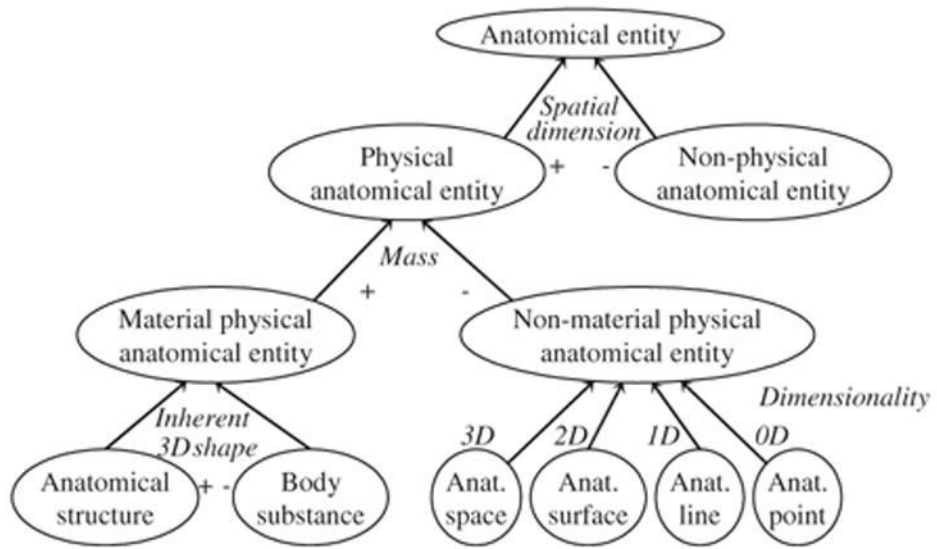 Anatomical entity
Spatial
dimension
Physical
anatomical entity
+ -
Non-physical
anatomical entity
Mass
+ -
Material physical
anatomical entity
Non-material physical
anatomical entity
Dimensionality
Inherent
3D shape
3D 2D 1D 0D
Anatomical
structure
+ -
Body
substance
Anat.
space
Anat.
surface
Anat.
line
Anat.
point